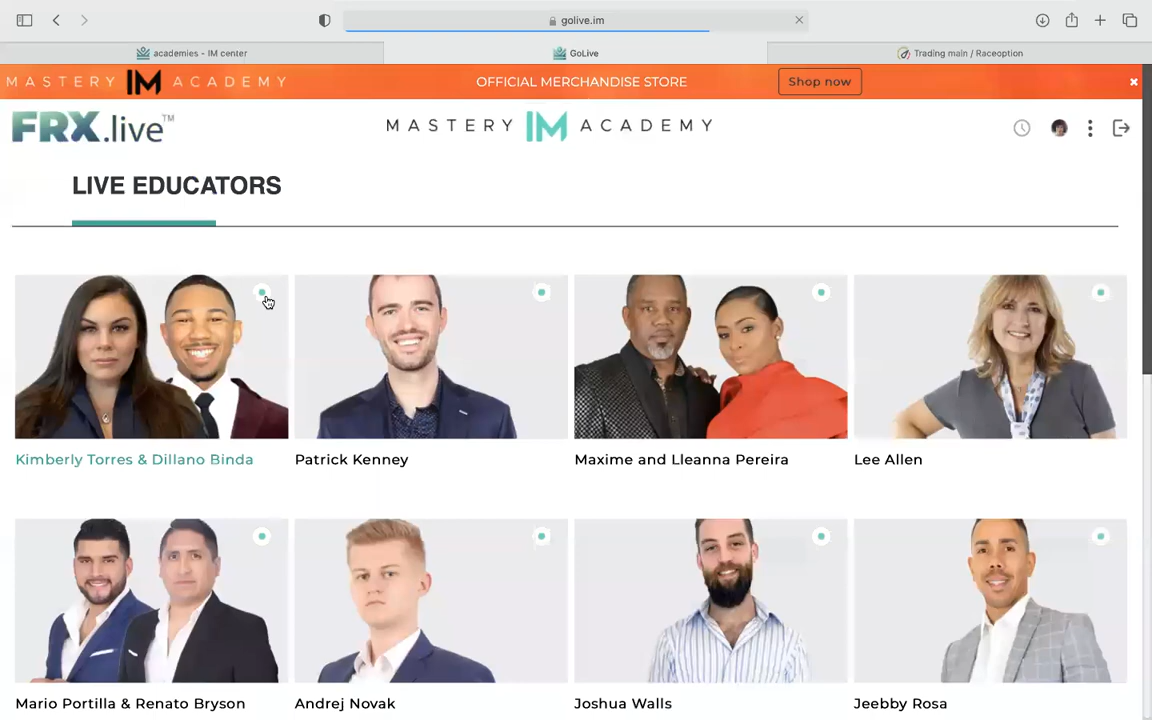 golive.im
academies - IM center
GoLive
Trading main / Raceoption
MASTERY IM ACADEMY
OFFICIAL MERCHANDISE STORE
Shop now
FRX.live™
MASTERY IM ACADEMY
LIVE EDUCATORS
Kimberly Torres & Dillano Binda
Patrick Kenney
Maxime and Lleanna Pereira
Lee Allen
Mario Portilla & Renato Bryson
Andrej Novak
Joshua Walls
Jeebby Rosa